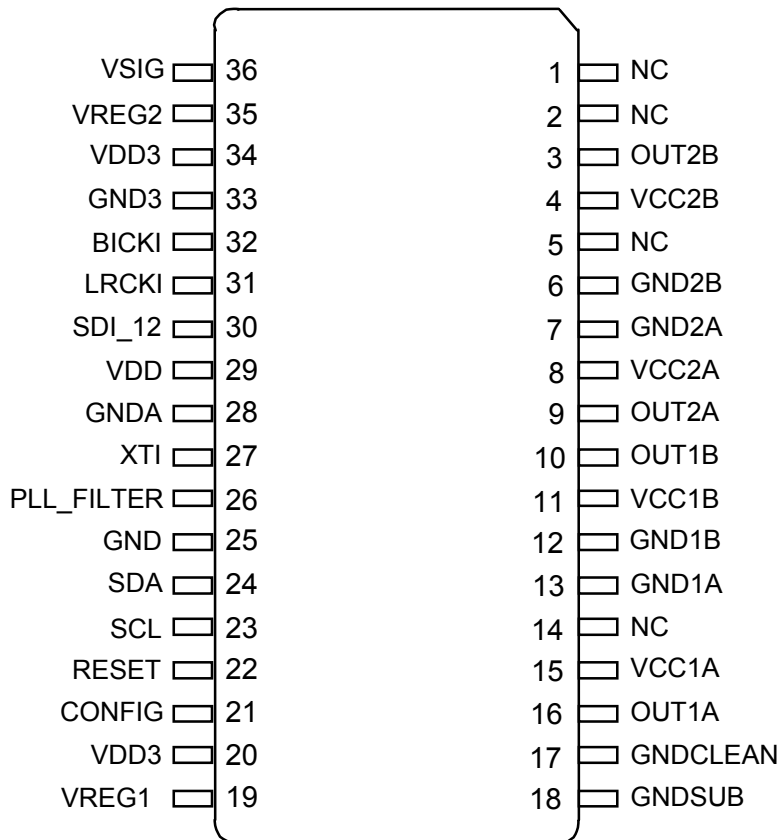 VSIG 36 1 NC
VREG2 35 2 NC
VDD3 34 3 OUT2B
GND3 33 4 VCC2B
BICKI 32 5 NC
LRCKI 31 6 GND2B
SDI_12 30 7 GND2A
VDD 29 8 VCC2A
GNDA 28 9 OUT2A
XTI 27 10 OUT1B
PLL_FILTER 26 11 VCC1B
GND 25 12 GND1B
SDA 24 13 GND1A
SCL 23 14 NC
RESET 22 15 VCC1A
CONFIG 21 16 OUT1A
VDD3 20 17 GNDCLEAN
VREG1 19 18 GNDSUB